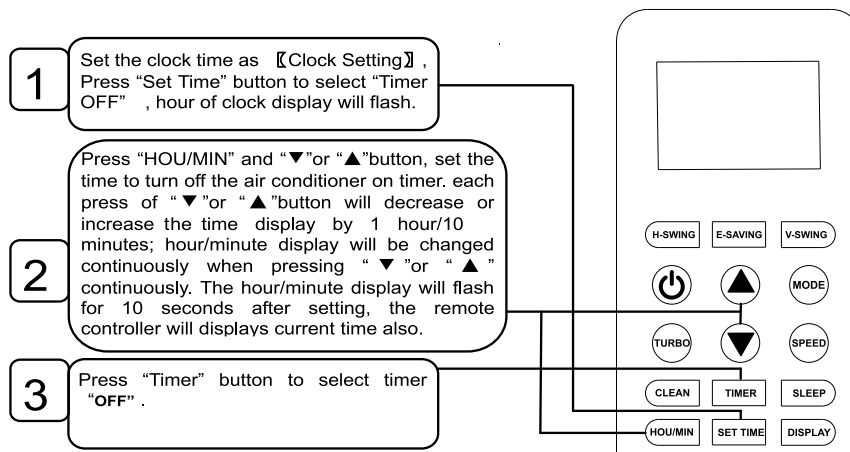 1
Set the clock time as 〖Clock Setting〗,
Press “Set Time” button to select “Timer
OFF” , hour of clock display will flash.
2
Press “HOU/MIN” and “▼”or “▲”button, set the
time to turn off the air conditioner on timer. each
press of “▼”or “▲”button will decrease or
increase the time display by 1 hour/10
minutes; hour/minute display will be changed
continuously when pressing “ ▼ ”or “ ▲ ”
continuously. The hour/minute display will flash
for 10 seconds after setting, the remote
controller will displays current time also.
3
Press “Timer” button to select timer
“OFF” .
H-SWING E-SAVING V-SWING
MODE
TURBO SPEED
CLEAN TIMER SLEEP
HOU/MIN SET TIME DISPLAY